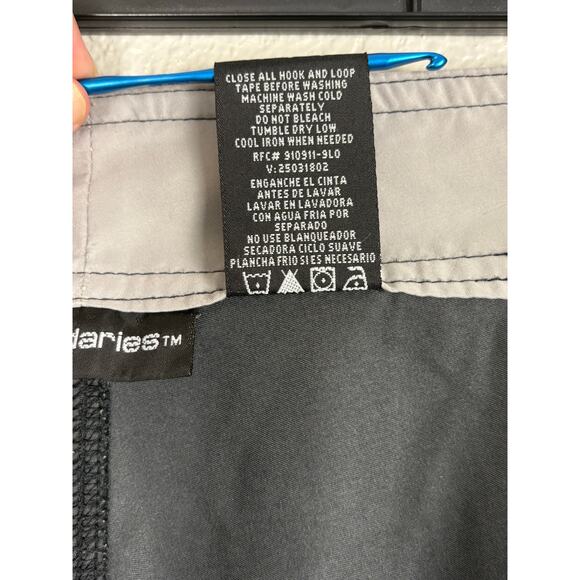 CLOSE ALL HOOK AND LOOP
TAPE BEFORE WASHING
MACHINE WASH COLD
SEPARATELY
DO NOT BLEACH
TUMBLE DRY LOW
COOL IRON WHEN NEEDED
RFC# 910911-9L0
V: 25031802
ENGANCHE EL CINTA
ANTES DE LAVAR
LAVAR EN LAVADORA
CON AGUA FRIA POR
SEPARADO
NO USE BLANQUEADOR
SECADORA CICLO SUAVE
PLANCHA FRIO SI ES NECESARIO
daries™